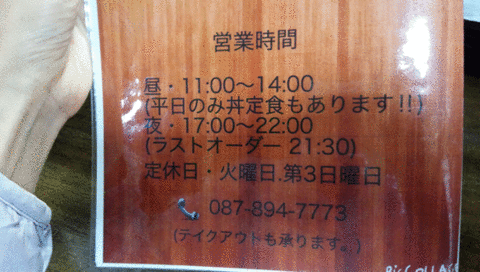 営業時間
昼・11:00〜14:00
(平日のみ丼定食もあります!!)
夜・17:00〜22:00
(ラストオーダー 21:30)
定休日・火曜日.第3日曜日
087-894-7773
(テイクアウトも承ります。)
Pic COLLAGE